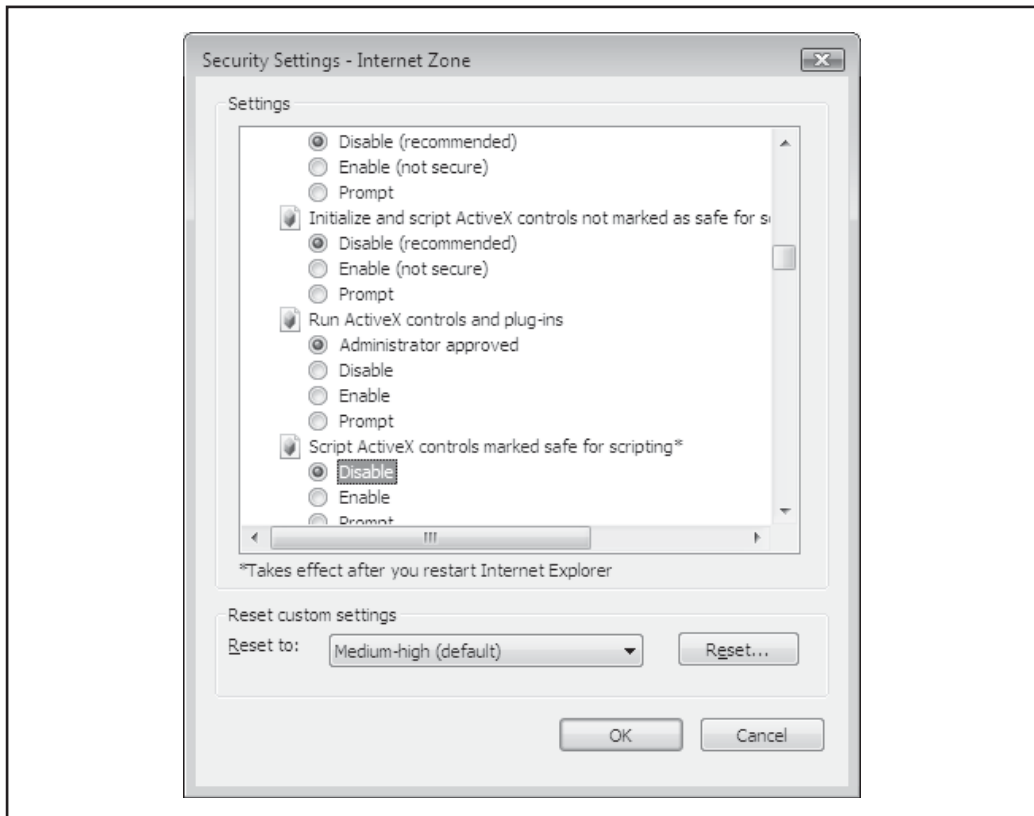 Security Settings - Internet Zone
Settings
Disable (recommended)
Enable (not secure)
Prompt
Initialize and script ActiveX controls not marked as safe for s
Disable (recommended)
Enable (not secure)
Prompt
Run ActiveX controls and plug-ins
Administrator approved
Disable
Enable
Prompt
Script ActiveX controls marked safe for scripting*
Disable
Enable
Prompt
*Takes effect after you restart Internet Explorer
Reset custom settings
Reset to:
Medium-high (default)
Reset...
OK
Cancel